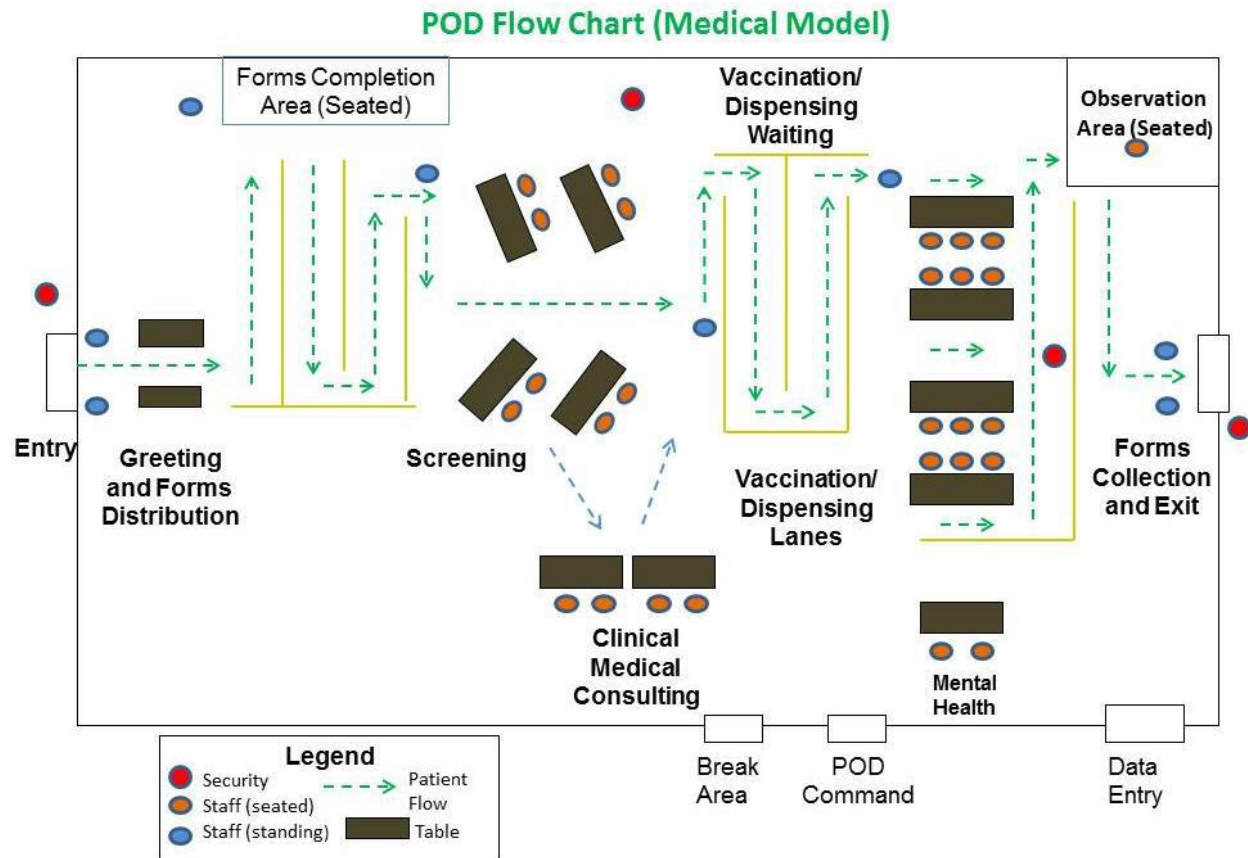 POD Flow Chart (Medical Model)
Forms Completion
Area (Seated)
Vaccination/
Dispensing
Waiting
Observation
Area (Seated)
Entry
Greeting
and Forms
Distribution
Screening
Vaccination/
Dispensing
Lanes
Forms
Collection
and Exit
Clinical
Medical
Consulting
Mental
Health
Break
Area
POD
Command
Data
Entry
Legend
Security
Staff (seated)
Staff (standing)
Patient
Flow
Table